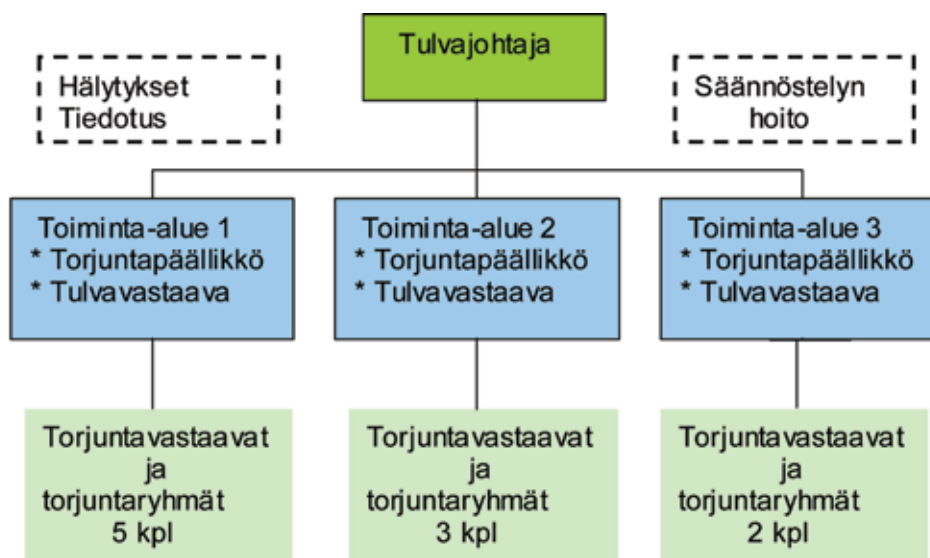 Tulvajohtaja
Hälytykset
Tiedotus
Säännöstelyn
hoito
Toiminta-alue 1
* Torjuntapäällikkö
* Tulvavastaava
Toiminta-alue 2
* Torjuntapäällikkö
* Tulvavastaava
Toiminta-alue 3
* Torjuntapäällikkö
* Tulvavastaava
Torjuntavastaavat
ja
torjuntaryhmät
5 kpl
Torjuntavastaavat
ja
torjuntaryhmät
3 kpl
Torjuntavastaavat
ja
torjuntaryhmät
2 kpl